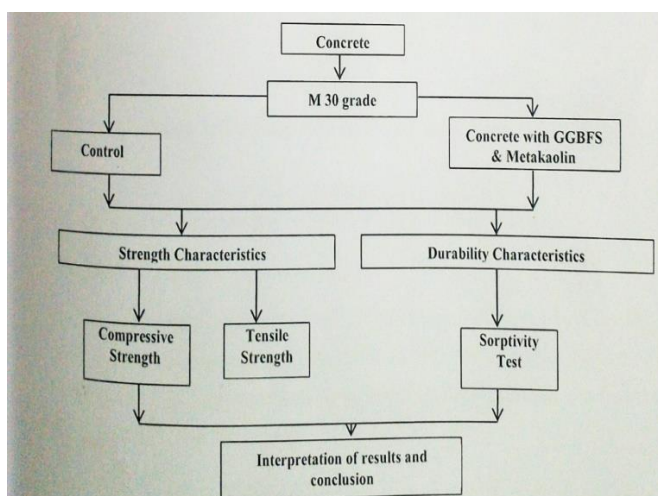 Concrete
M 30 grade
Control
Concrete with GGBFS
& Metakaolin
Strength Characteristics
Durability Characteristics
Compressive
Strength
Tensile
Strength
Sorptivity
Test
Interpretation of results and
conclusion